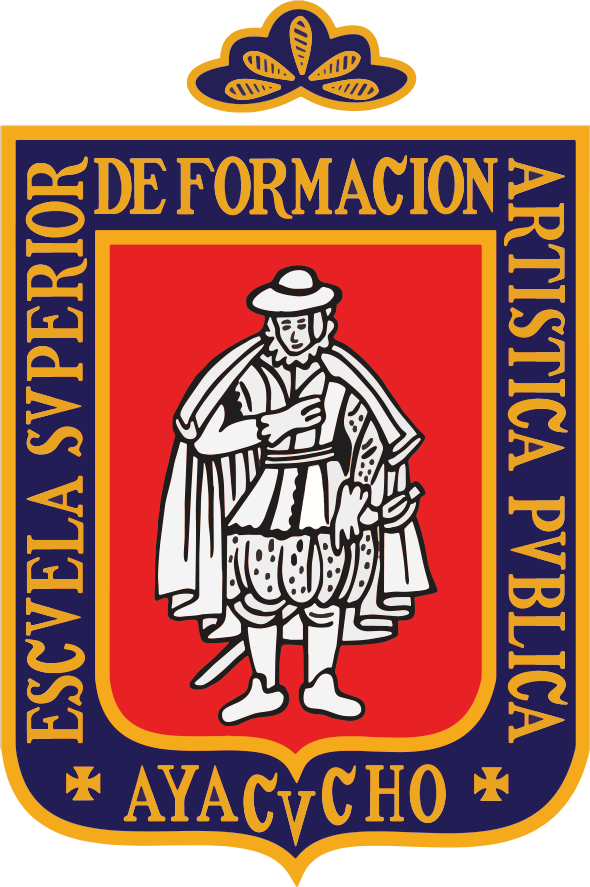 ESCVELA SVPERIOR
DE FORMACION
ARTISTICA PVBLICA
AYACVCHO